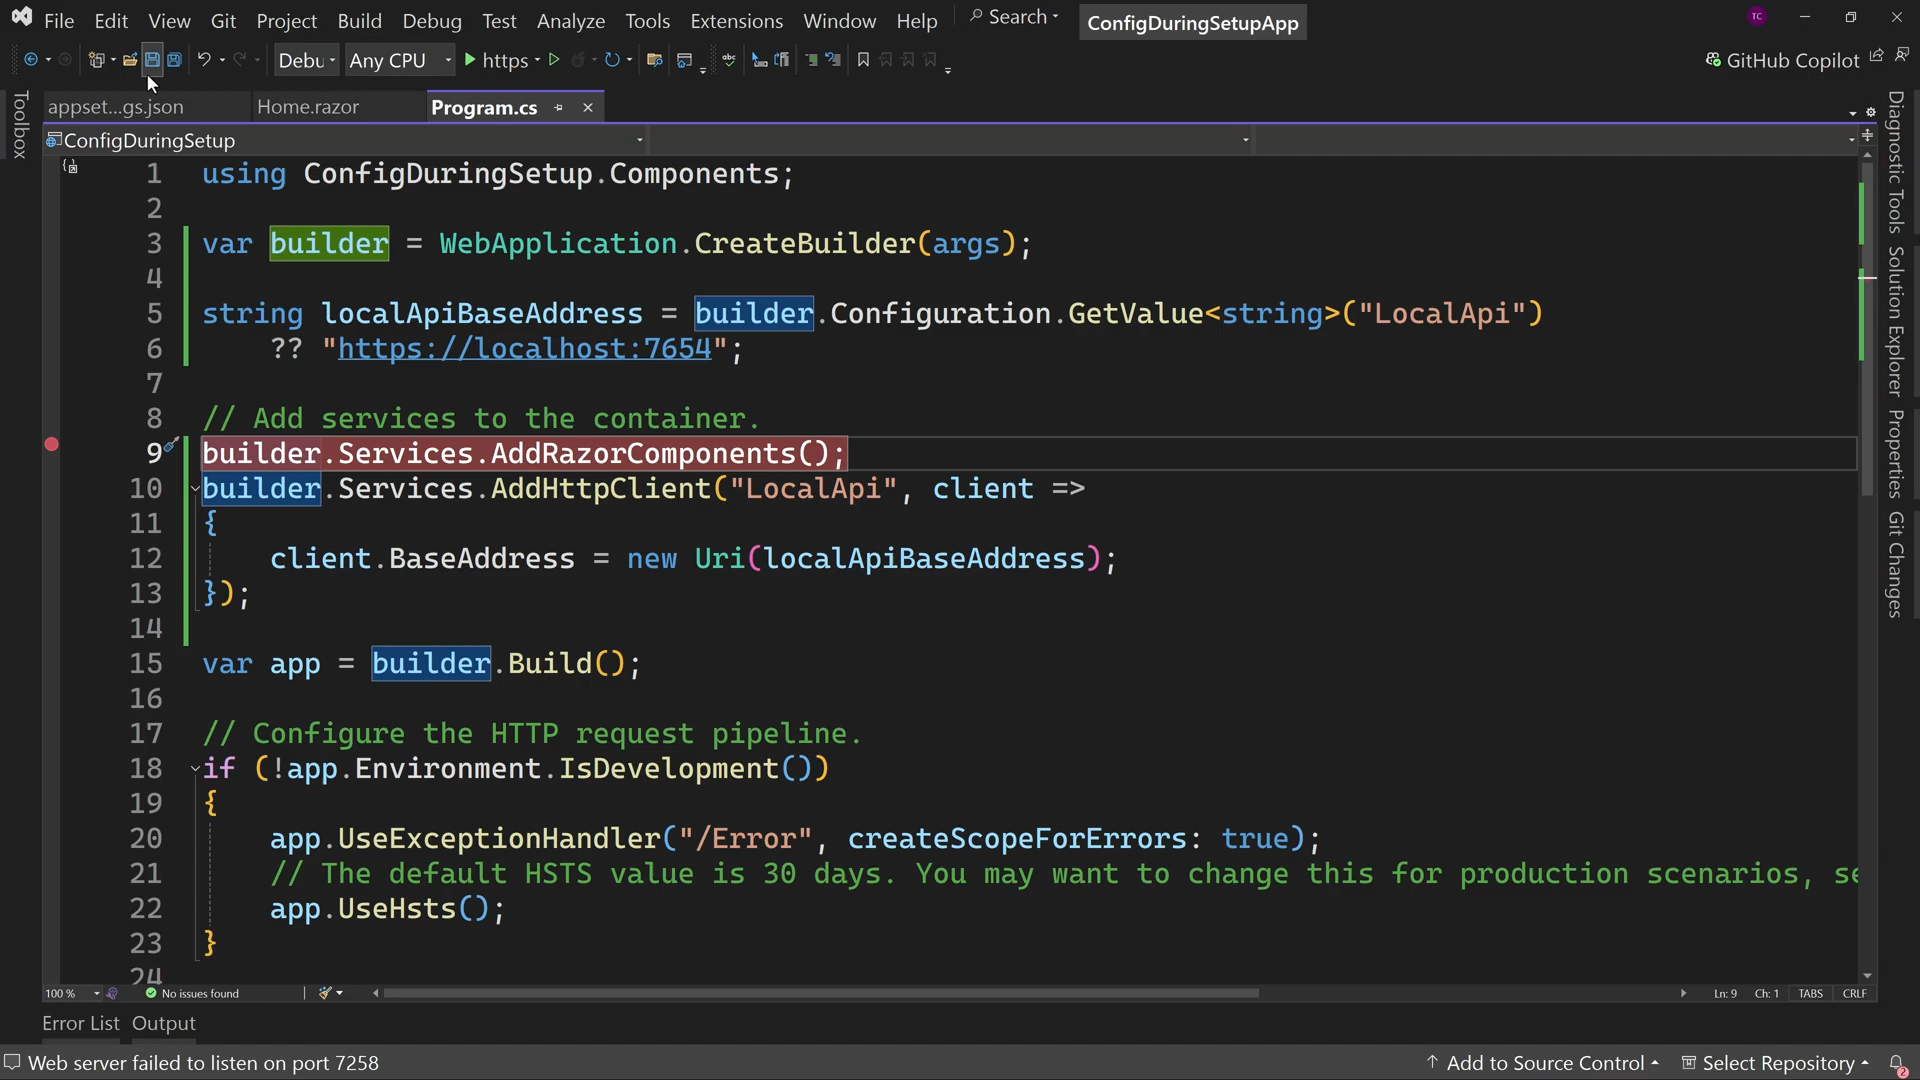 File Edit View Git Project Build Debug Test Analyze Tools Extensions Window Help Search ConfigDuringSetupApp TC
Debu Any CPU https GitHub Copilot
appset...gs.json Home.razor Program.cs
ConfigDuringSetup
1 using ConfigDuringSetup.Components;
2
3 var builder = WebApplication.CreateBuilder(args);
4
5 string localApiBaseAddress = builder.Configuration.GetValue<string>("LocalApi")
6 ?? "https://localhost:7654";
7
8 // Add services to the container.
9 builder.Services.AddRazorComponents();
10 builder.Services.AddHttpClient("LocalApi", client =>
11 {
12 client.BaseAddress = new Uri(localApiBaseAddress);
13 });
14
15 var app = builder.Build();
16
17 // Configure the HTTP request pipeline.
18 if (!app.Environment.IsDevelopment())
19 {
20 app.UseExceptionHandler("/Error", createScopeForErrors: true);
21 // The default HSTS value is 30 days. You may want to change this for production scenarios, se
22 app.UseHsts();
23 }
24
100 % No issues found Ln: 9 Ch: 1 TABS CRLF
Error List Output
Web server failed to listen on port 7258 Add to Source Control Select Repository 2
Toolbox
Diagnostic Tools
Solution Explorer
Properties
Git Changes